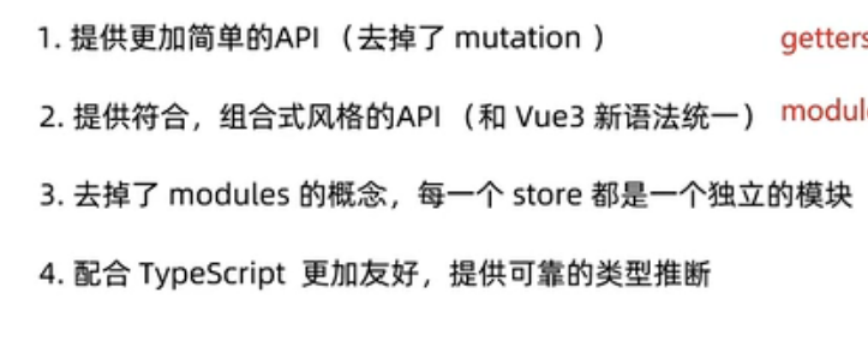 1. 提供更加简单的API （去掉了 mutation ）
getters
2. 提供符合，组合式风格的API （和 Vue3 新语法统一）
modul
3. 去掉了 modules 的概念，每一个 store 都是一个独立的模块
4. 配合 TypeScript 更加友好，提供可靠的类型推断